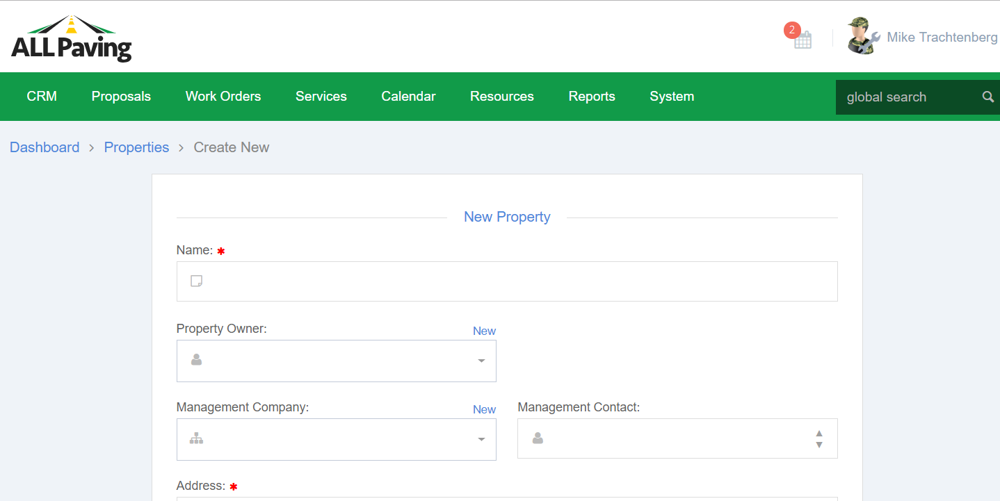 ALL Paving
2
Mike Trachtenberg
CRM Proposals Work Orders Services Calendar Resources Reports System global search
Dashboard > Properties > Create New
New Property
Name: *
Property Owner: New
Management Company: New Management Contact:
Address: *